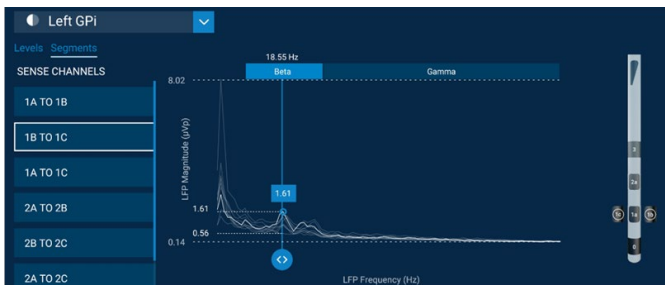 Left GPi
Levels Segments
SENSE CHANNELS
1A TO 1B
1B TO 1C
1A TO 1C
2A TO 2B
2B TO 2C
2A TO 2C
18.55 Hz
Beta Gamma
8.02
LFP Magnitude (μVp)
1.61
1.61
0.56
0.14
LFP Frequency (Hz)
3
2a
1c 1a 1b
0